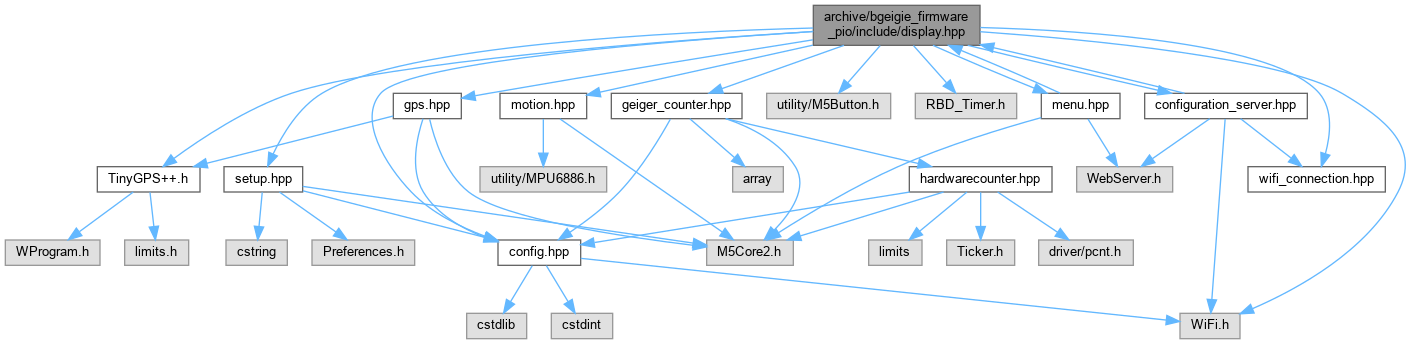 archive/bgeigie_firmware
_pio/include/display.hpp
gps.hpp
motion.hpp
geiger_counter.hpp
utility/M5Button.h
RBD_Timer.h
menu.hpp
configuration_server.hpp
TinyGPS++.h
setup.hpp
utility/MPU6886.h
array
hardwarecounter.hpp
WebServer.h
wifi_connection.hpp
WProgram.h
limits.h
cstring
Preferences.h
config.hpp
M5Core2.h
limits
Ticker.h
driver/pcnt.h
cstdlib
cstdint
WiFi.h